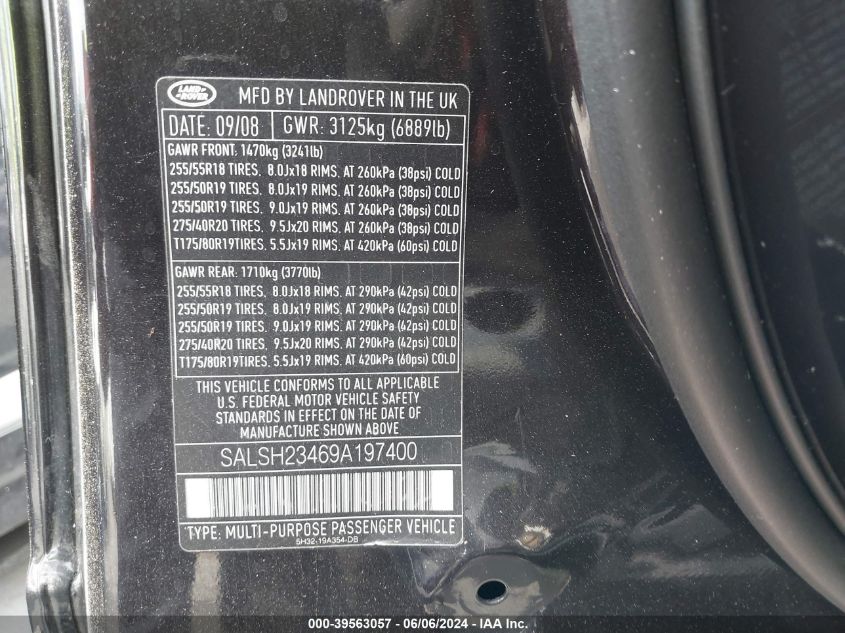 LAND ROVER
MFD BY LANDROVER IN THE UK
DATE: 09/08 GWR: 3125kg (6889lb)
GAWR FRONT: 1470kg (3241lb)
255/55R18 TIRES. 8.0Jx18 RIMS. AT 260kPa (38psi) COLD
255/50R19 TIRES. 8.0Jx19 RIMS. AT 260kPa (38psi) COLD
255/50R19 TIRES. 9.0Jx19 RIMS. AT 260kPa (38psi) COLD
275/40R20 TIRES. 9.5Jx20 RIMS. AT 260kPa (38psi) COLD
T175/80R19TIRES. 5.5Jx19 RIMS. AT 420kPa (60psi) COLD
GAWR REAR: 1710kg (3770lb)
255/55R18 TIRES. 8.0Jx18 RIMS. AT 290kPa (42psi) COLD
255/50R19 TIRES. 8.0Jx19 RIMS. AT 290kPa (42psi) COLD
255/50R19 TIRES. 9.0Jx19 RIMS. AT 290kPa (42psi) COLD
275/40R20 TIRES. 9.5Jx20 RIMS. AT 290kPa (42psi) COLD
T175/80R19TIRES. 5.5Jx19 RIMS. AT 420kPa (60psi) COLD
THIS VEHICLE CONFORMS TO ALL APPLICABLE
U.S. FEDERAL MOTOR VEHICLE SAFETY
STANDARDS IN EFFECT ON THE DATE OF
MANUFACTURE SHOWN ABOVE
SALSH23469A197400
TYPE: MULTI-PURPOSE PASSENGER VEHICLE
5H32-19A354-DB
000-39563057 - 06/06/2024 - IAAI.com